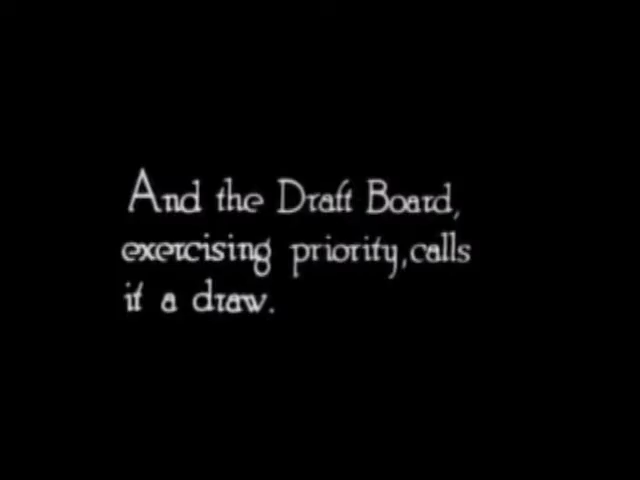 And the Draft Board,
exercising priority, calls
it a draw.